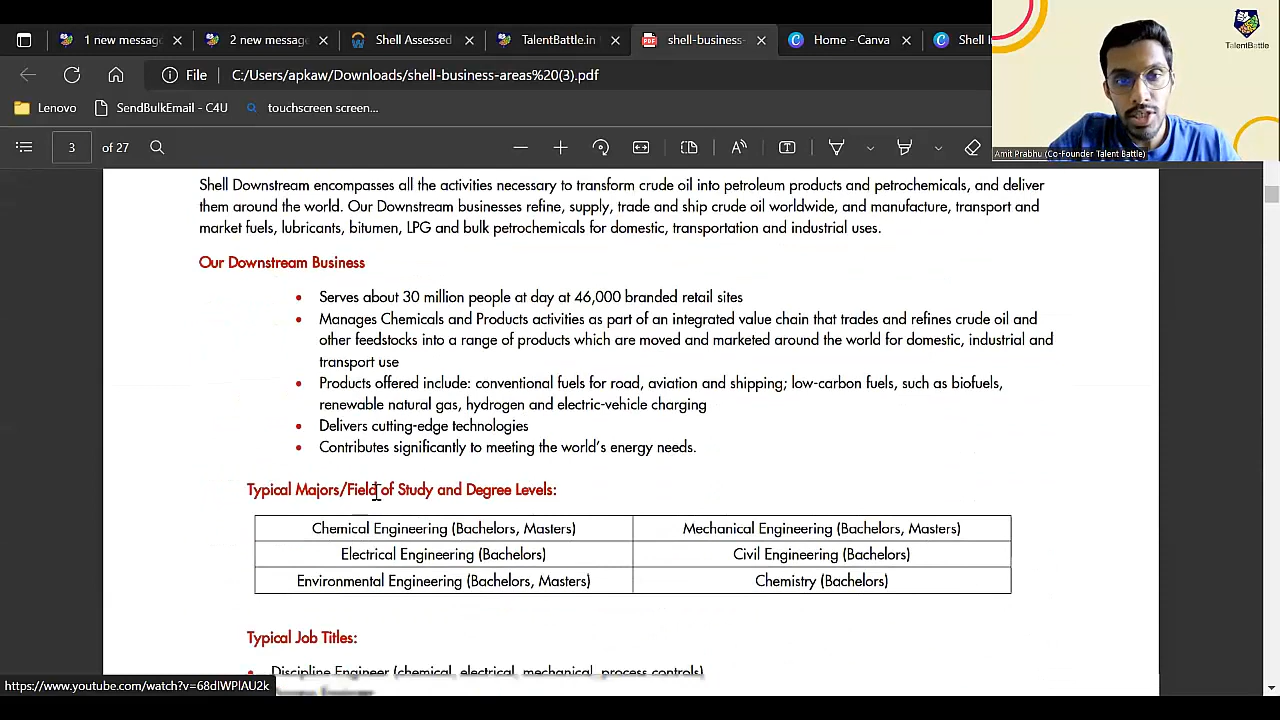 1 new messag
2 new messag
Shell Assess
TalentBattle.in
shell-business-
Home - Canva
Shell
TalentBattle
File
C:/Users/apkaw/Downloads/shell-business-areas%20(3).pdf
Lenovo
SendBulkEmail - C4U
touchscreen screen...
Amit Prabhu (Co-Founder Talent Battle)
3 of 27
Shell Downstream encompasses all the activities necessary to transform crude oil into petroleum products and petrochemicals, and deliver
them around the world. Our Downstream businesses refine, supply, trade and ship crude oil worldwide, and manufacture, transport and
market fuels, lubricants, bitumen, LPG and bulk petrochemicals for domestic, transportation and industrial uses.
Our Downstream Business
• Serves about 30 million people at day at 46,000 branded retail sites
• Manages Chemicals and Products activities as part of an integrated value chain that trades and refines crude oil and
other feedstocks into a range of products which are moved and marketed around the world for domestic, industrial and
transport use
• Products offered include: conventional fuels for road, aviation and shipping; low-carbon fuels, such as biofuels,
renewable natural gas, hydrogen and electric-vehicle charging
• Delivers cutting-edge technologies
• Contributes significantly to meeting the world's energy needs.
Typical Majors/Field of Study and Degree Levels:
Chemical Engineering (Bachelors, Masters)
Mechanical Engineering (Bachelors, Masters)
Electrical Engineering (Bachelors)
Civil Engineering (Bachelors)
Environmental Engineering (Bachelors, Masters)
Chemistry (Bachelors)
Typical Job Titles:
• Discipline Engineer (chemical, electrical, mechanical, process controls)
https://www.youtube.com/watch?v=68dIWPlAU2k